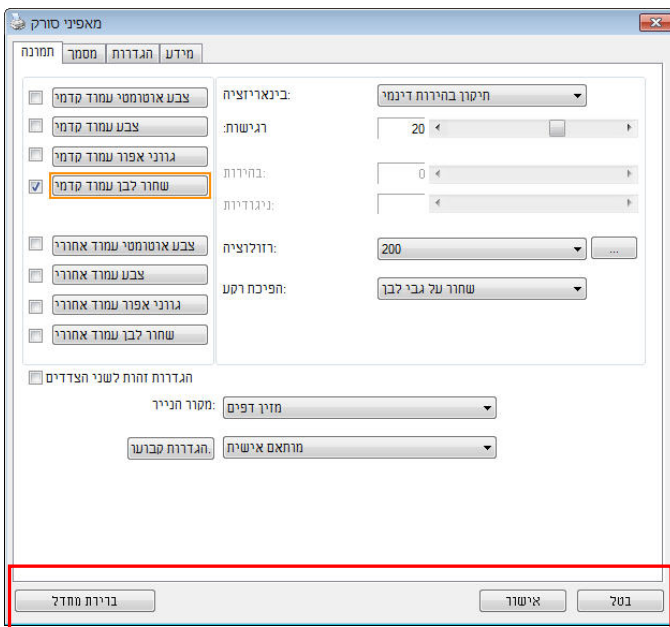 מאפיני סורק
תמונה מסמך הגדרות מידע
צבע אוטומטי עמוד קדמי
צבע עמוד קדמי
גווני אפור עמוד קדמי
שחור לבן עמוד קדמי
צבע אוטומטי עמוד אחורי
צבע עמוד אחורי
גווני אפור עמוד אחורי
שחור לבן עמוד אחורי
בינאריזציה: תיקון בהירות דינמי
רגישות: 20
בהירות: 0
ניגודיות:
רזולוציה: 200 ...
הפיכת רקע: שחור על גבי לבן
הגדרות זהות לשני הצדדים
מקור הנייר: מזין דפים
הגדרות קבועו. מותאם אישית
ברירת מחדל אישור בטל